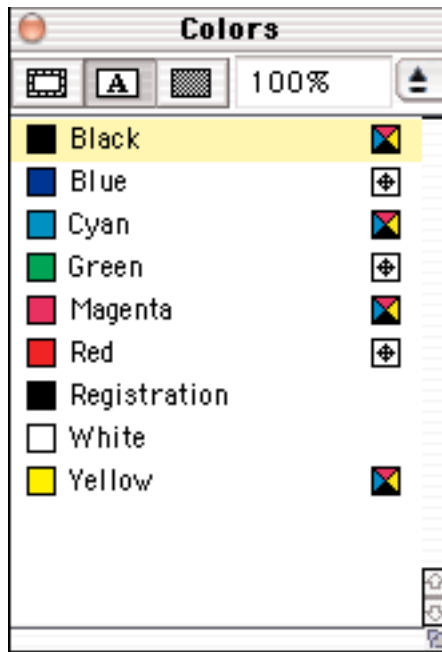 Colors
A 100%
Black
Blue
Cyan
Green
Magenta
Red
Registration
White
Yellow